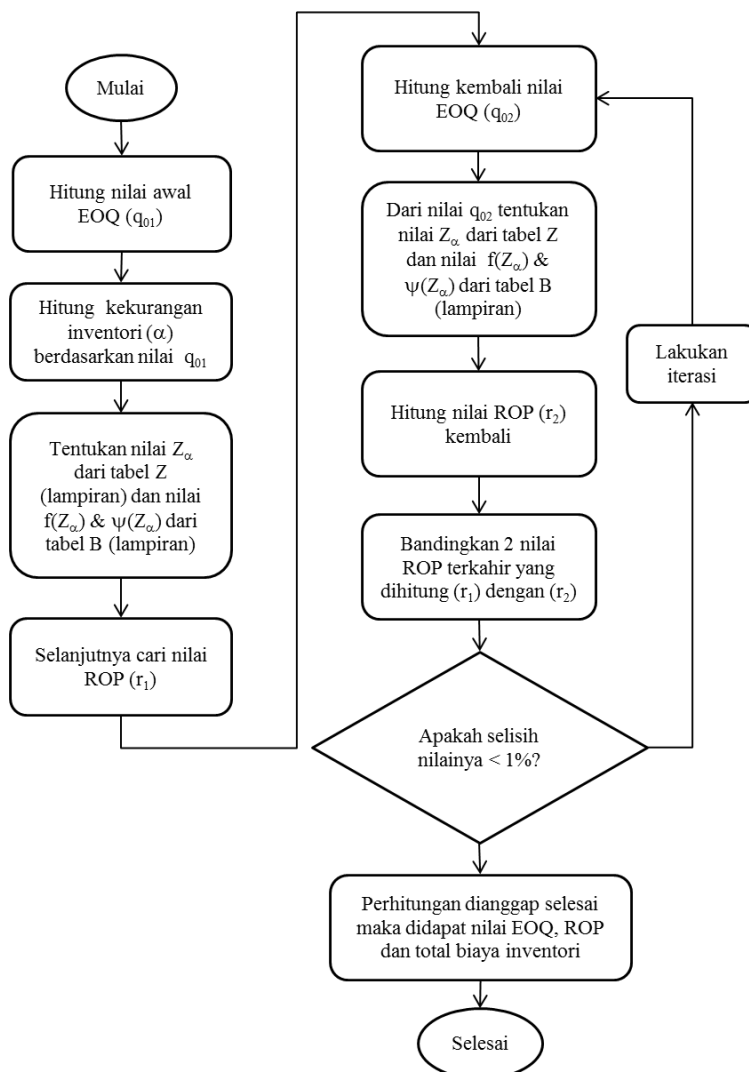 Mulai
Hitung nilai awal
EOQ (q₀₁)
Hitung kekurangan
inventori (α)
berdasarkan nilai q₀₁
Tentukan nilai Zα
dari tabel Z
(lampiran) dan nilai
f(Zα) & ψ(Zα) dari
tabel B (lampiran)
Selanjutnya cari nilai
ROP (r₁)
Hitung kembali nilai
EOQ (q₀₂)
Dari nilai q₀₂ tentukan
nilai Zα dari tabel Z
dan nilai f(Zα) &
ψ(Zα) dari tabel B
(lampiran)
Hitung nilai ROP (r₂)
kembali
Bandingkan 2 nilai
ROP terkahir yang
dihitung (r₁) dengan (r₂)
Apakah selisih
nilainya < 1%?
Lakukan
iterasi
Perhitungan dianggap selesai
maka didapat nilai EOQ, ROP
dan total biaya inventori
Selesai